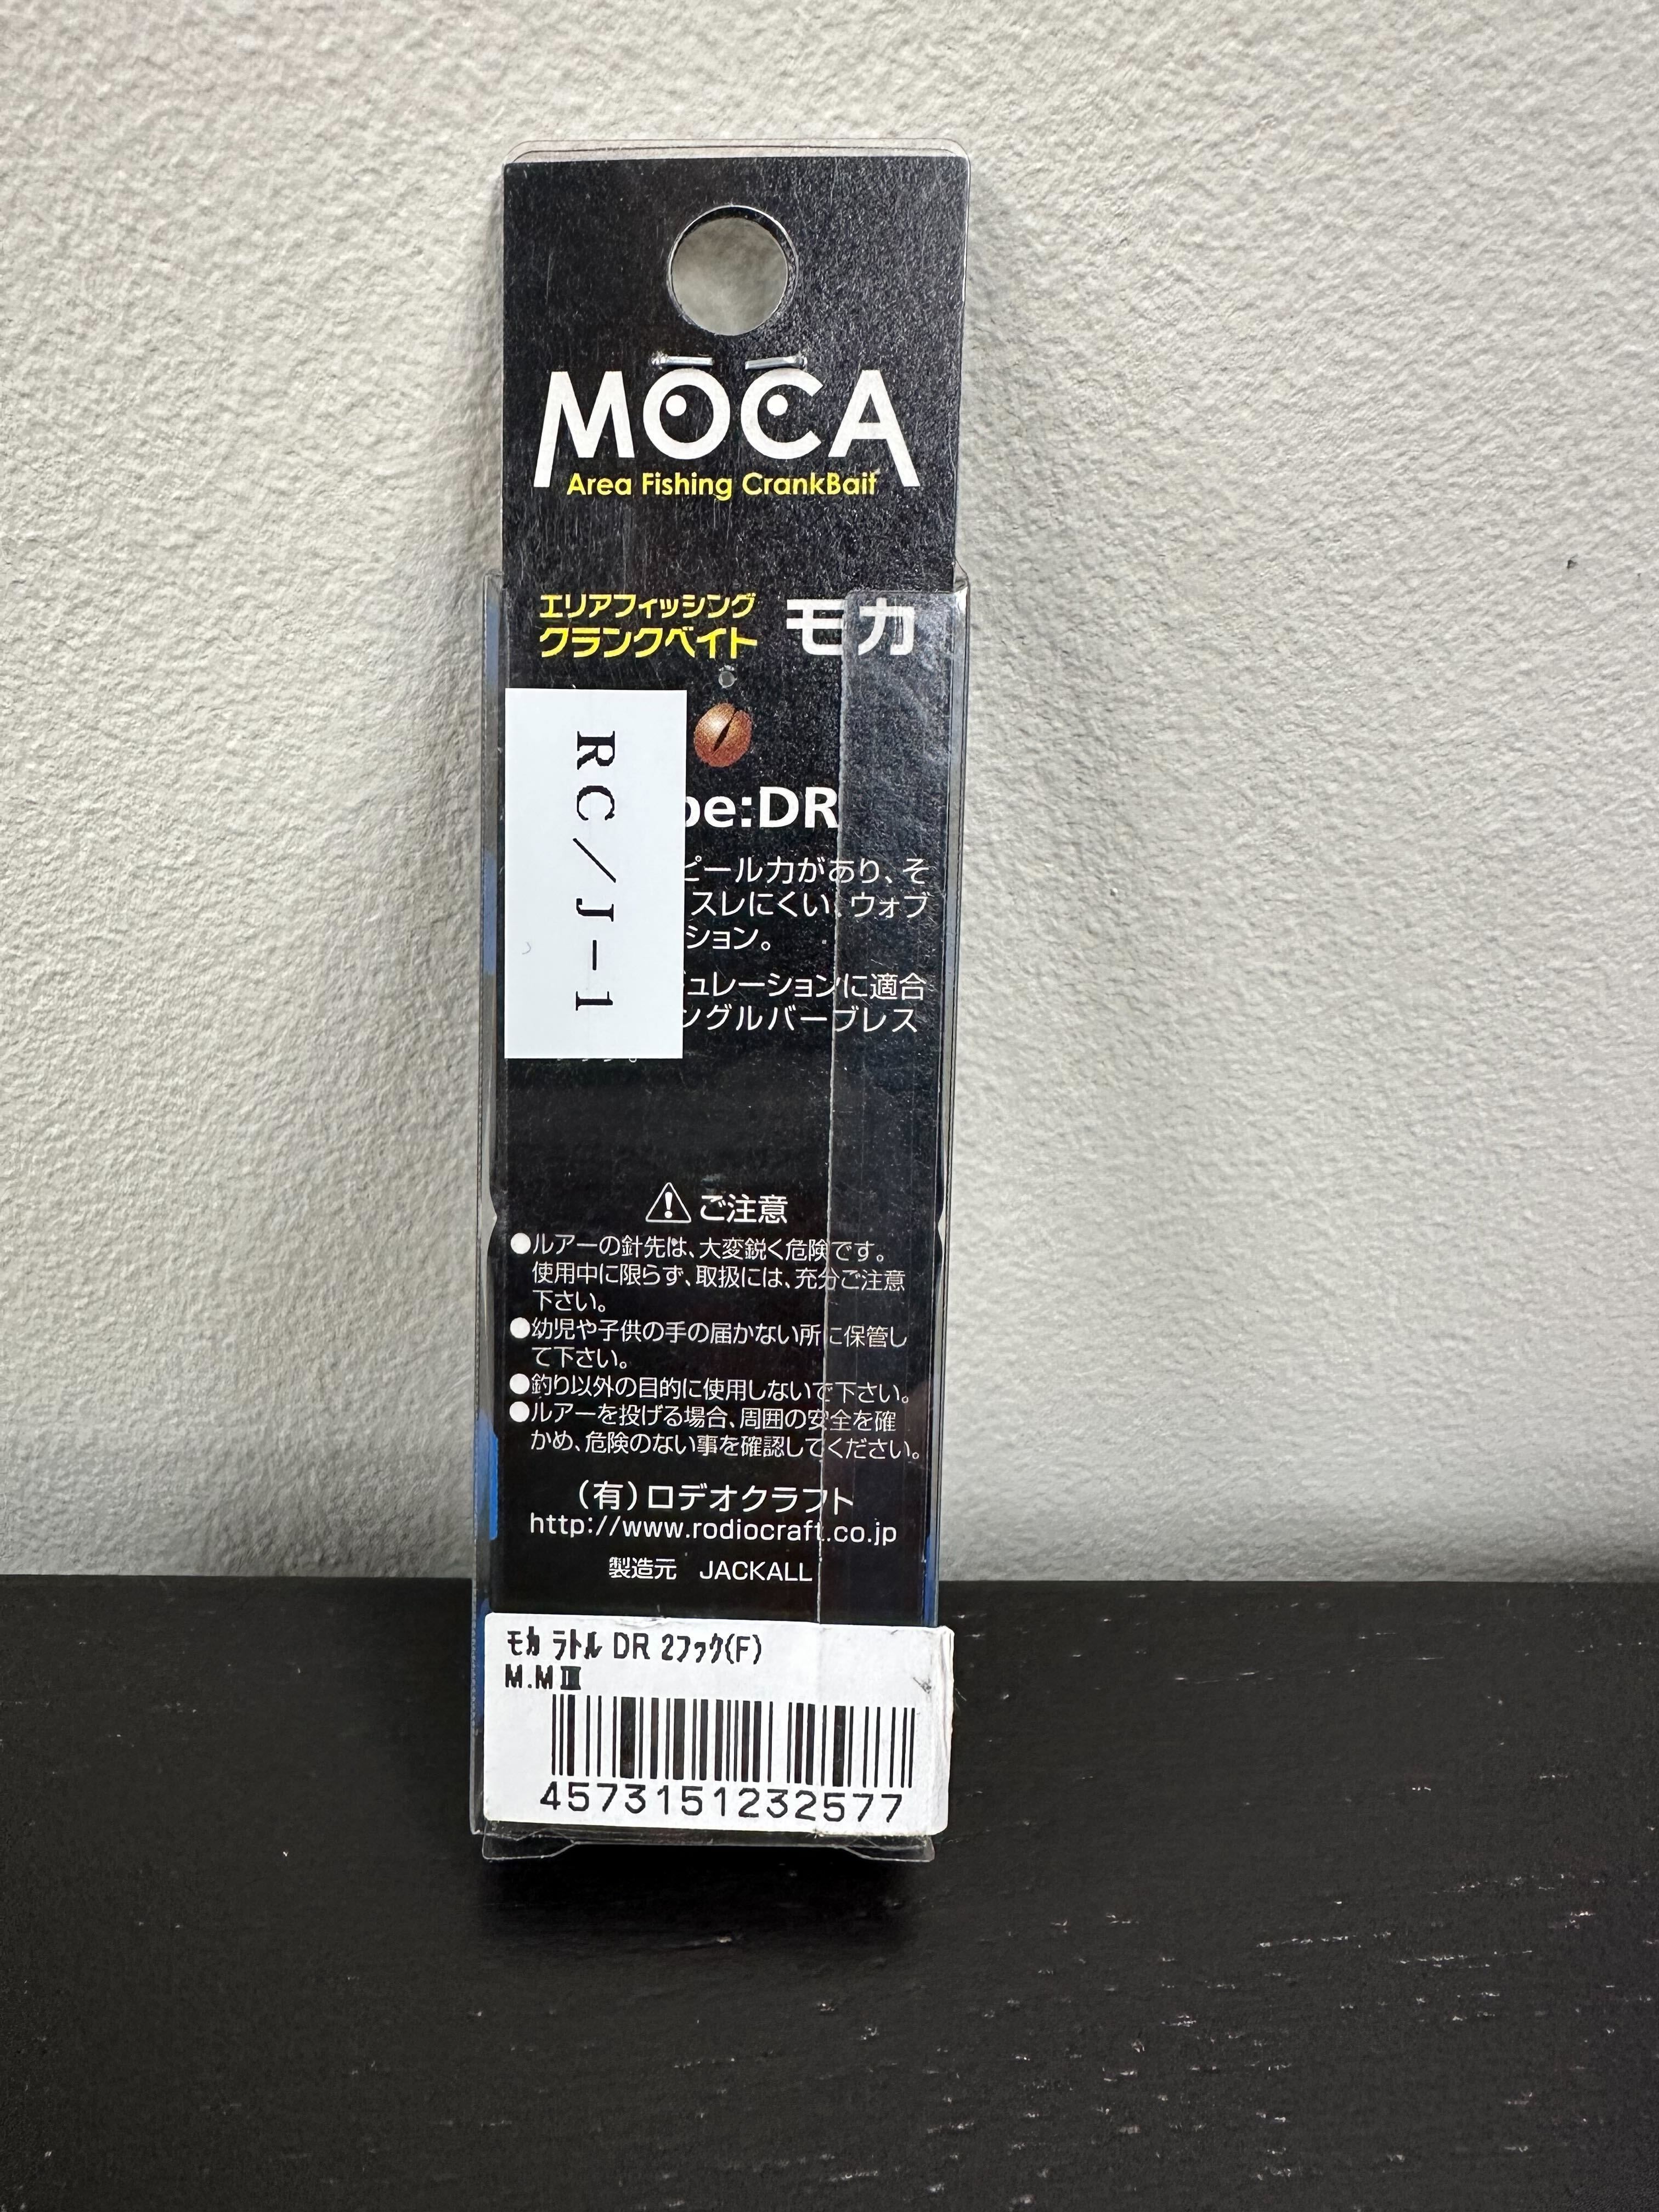 MOCA
Area Fishing CrankBait
エリアフィッシング
クランクベイト
モカ
RC/J-1
pe:DR
ピール力があり、そ
スレにくい、ウォブ
ション。
ュレーションに適合
ングルバーブレス
ご注意
●ルアーの針先は、大変鋭く危険です。
使用中に限らず、取扱には、充分ご注意
下さい。
●幼児や子供の手の届かない所に保管し
て下さい。
●釣り以外の目的に使用しないで下さい。
●ルアーを投げる場合、周囲の安全を確
かめ、危険のない事を確認してください。
(有)ロデオクラフト
http://www.rodiocraft.co.jp
製造元 JACKALL
モカ ラトル DR 2フック(F)
M.MⅢ
4573151232577